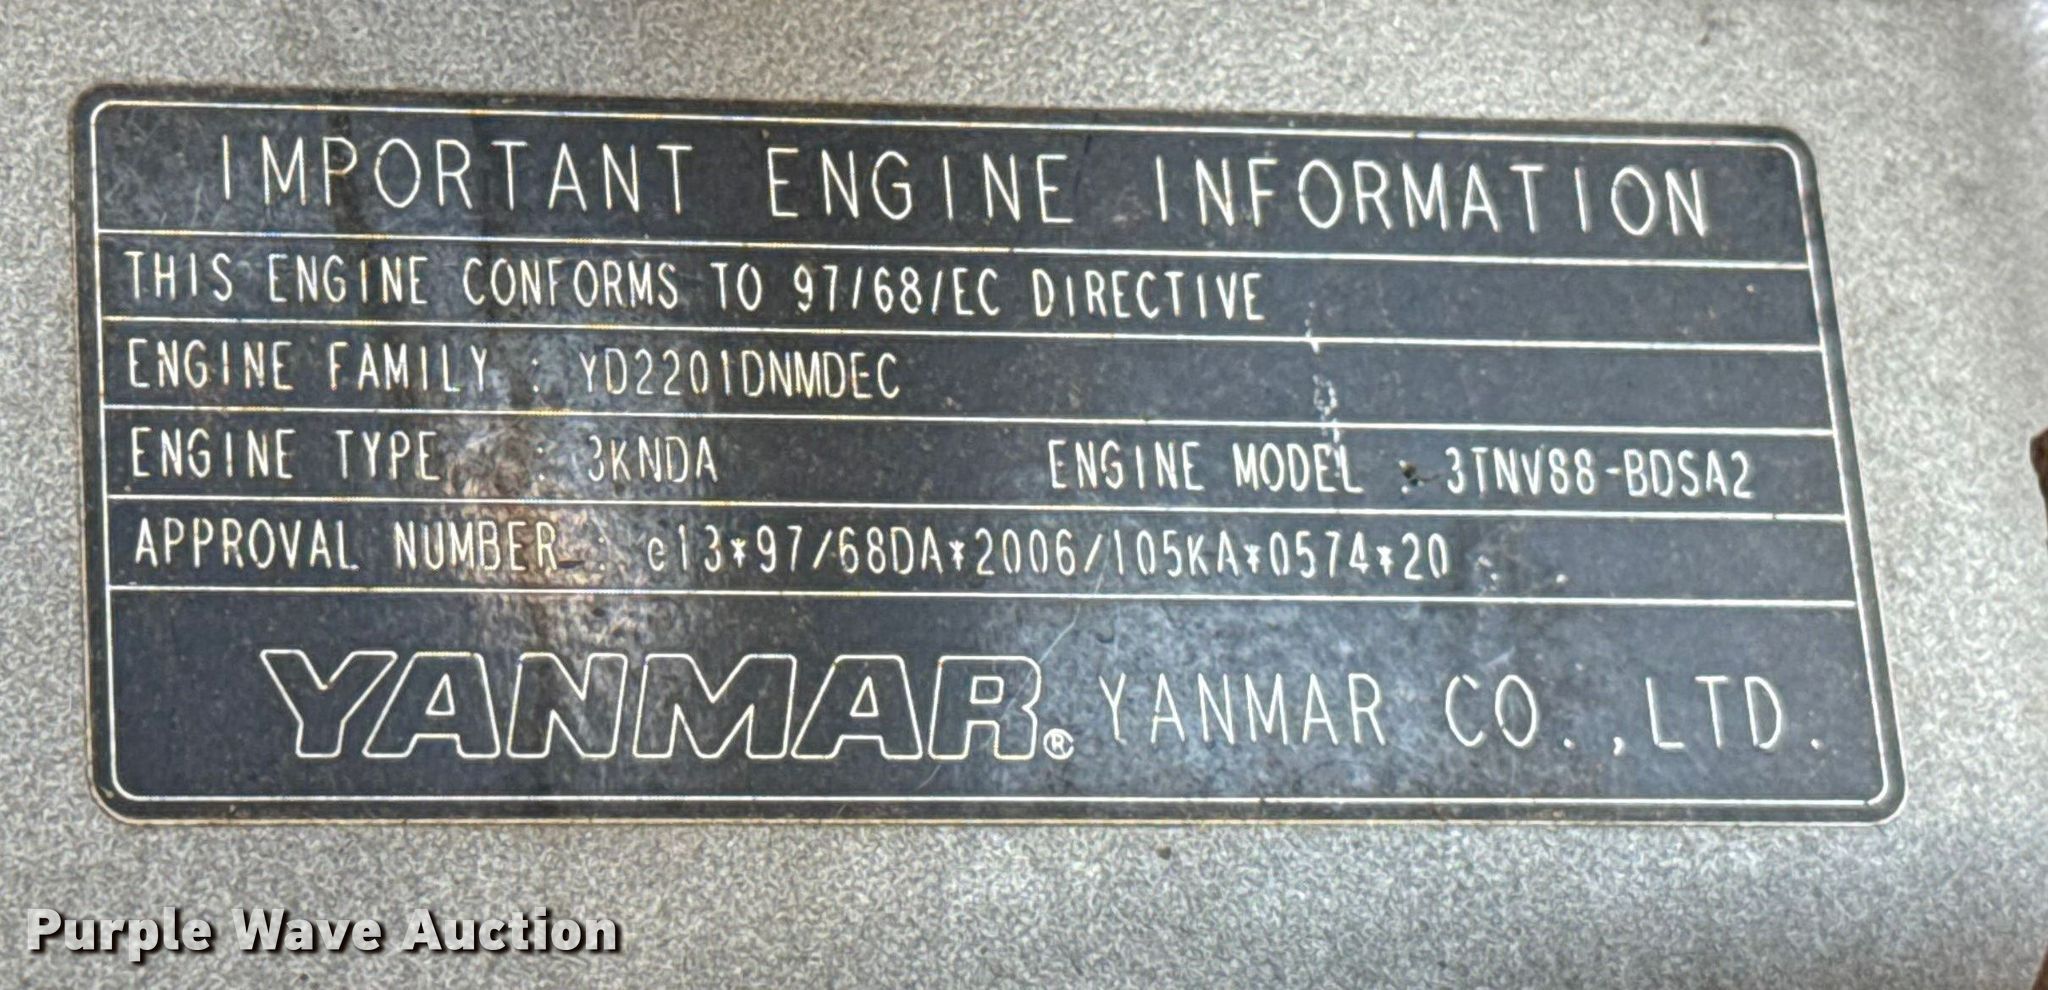 IMPORTANT ENGINE INFORMATION
THIS ENGINE CONFORMS TO 97/68/EC DIRECTIVE
ENGINE FAMILY : YD2201DNMDEC
ENGINE TYPE : 3KNDA ENGINE MODEL : 3TNV88-BDSA2
APPROVAL NUMBER : e13*97/68DA*2006/105KA*0574*20
YANMAR® YANMAR CO.,LTD.
Purple Wave Auction